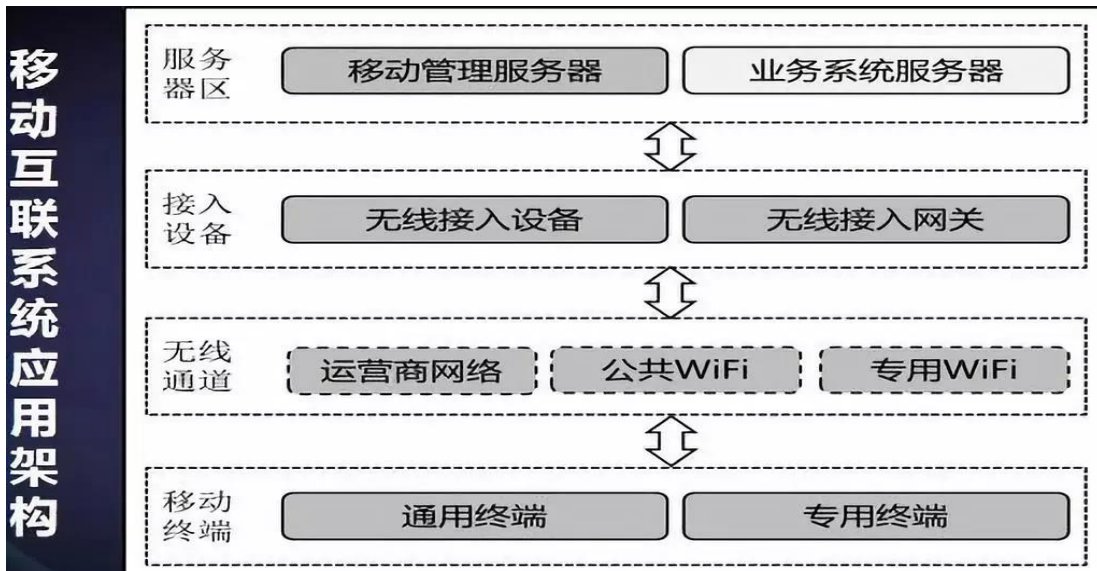 移动互联系统应用架构
服务
器区
移动管理服务器
业务系统服务器
接入
设备
无线接入设备
无线接入网关
无线
通道
运营商网络
公共WiFi
专用WiFi
移动
终端
通用终端
专用终端